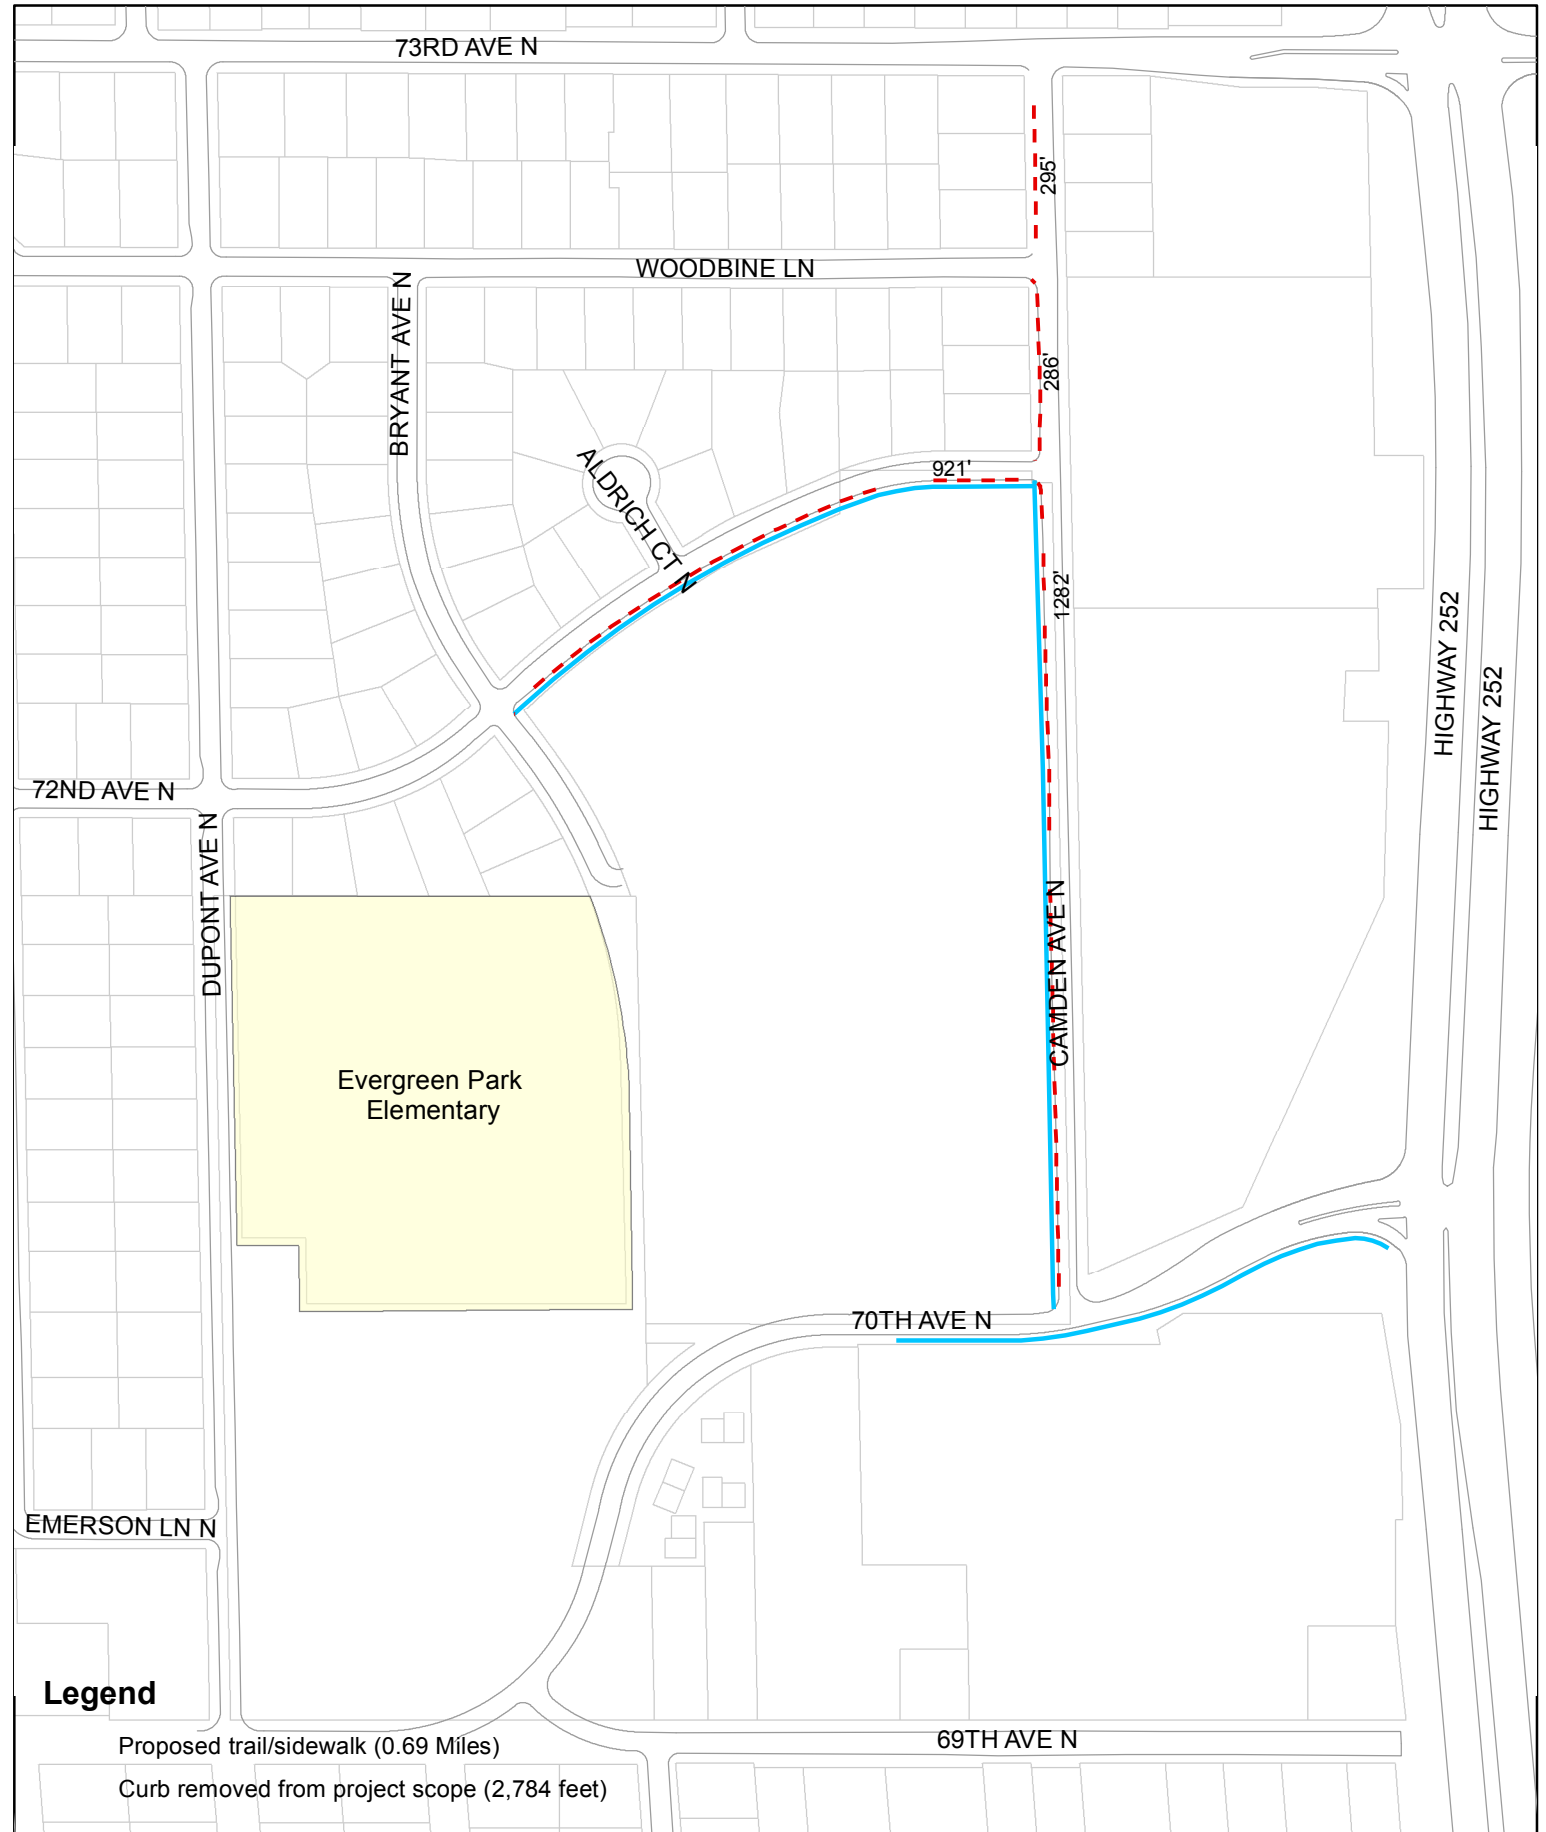 73RD AVE N
295'
WOODBINE LN
BRYANT AVE N
286'
ALDRICH CT N
921'
1282'
HIGHWAY 252
HIGHWAY 252
72ND AVE N
DUPONT AVE N
CAMDEN AVE N
Evergreen Park
Elementary
70TH AVE N
EMERSON LN N
Legend
69TH AVE N
Proposed trail/sidewalk (0.69 Miles)
Curb removed from project scope (2,784 feet)